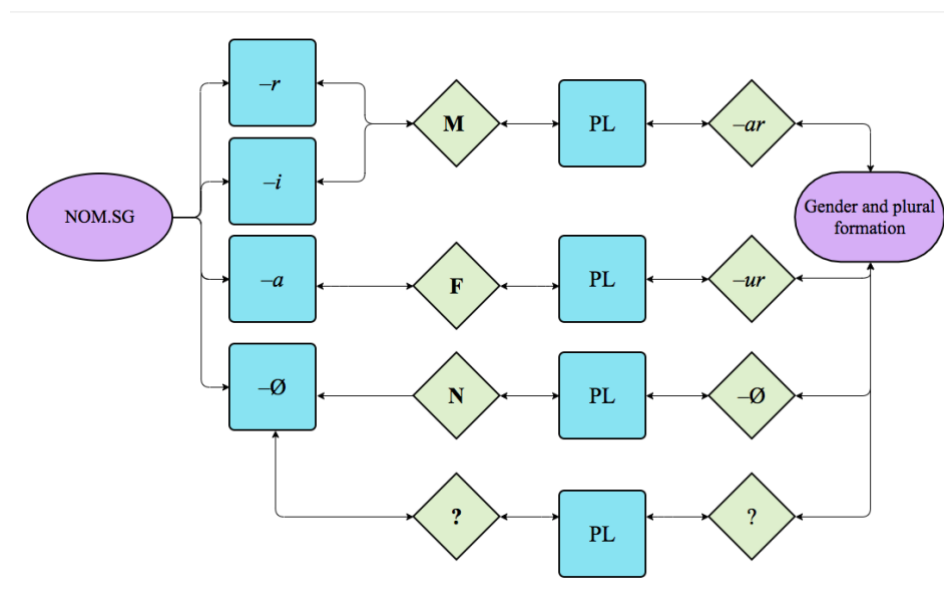 –r
M
PL
–ar
–i
NOM.SG
Gender and plural
formation
–a
F
PL
–ur
–Ø
N
PL
–Ø
?
PL
?